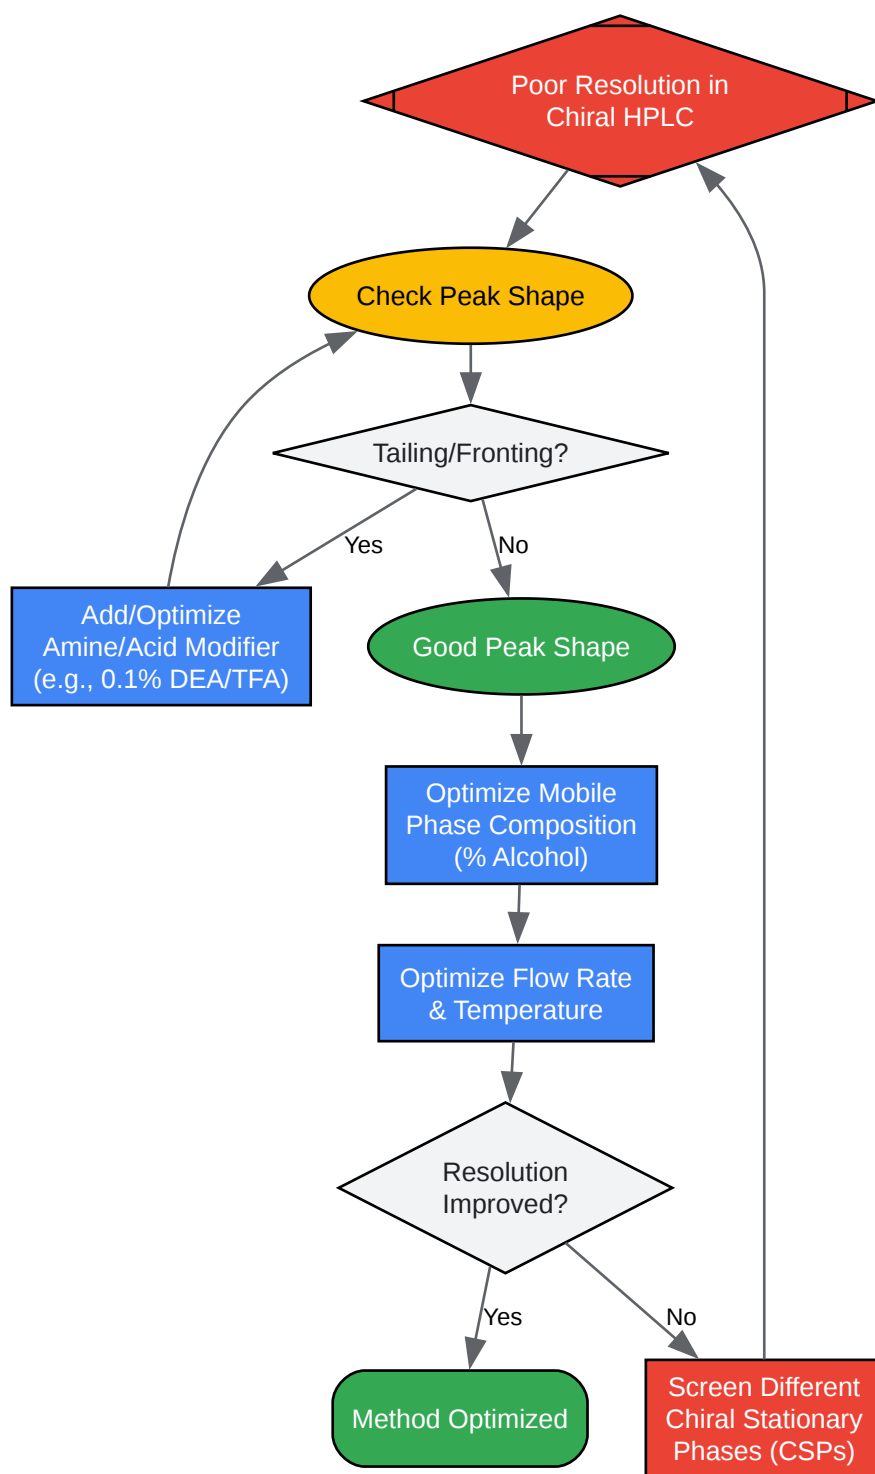 Poor Resolution in
Chiral HPLC
Check Peak Shape
Tailing/Fronting?
Yes
No
Add/Optimize
Amine/Acid Modifier
(e.g., 0.1% DEA/TFA)
Good Peak Shape
Optimize Mobile
Phase Composition
(% Alcohol)
Optimize Flow Rate
& Temperature
Resolution
Improved?
Yes
No
Method Optimized
Screen Different
Chiral Stationary
Phases (CSPs)